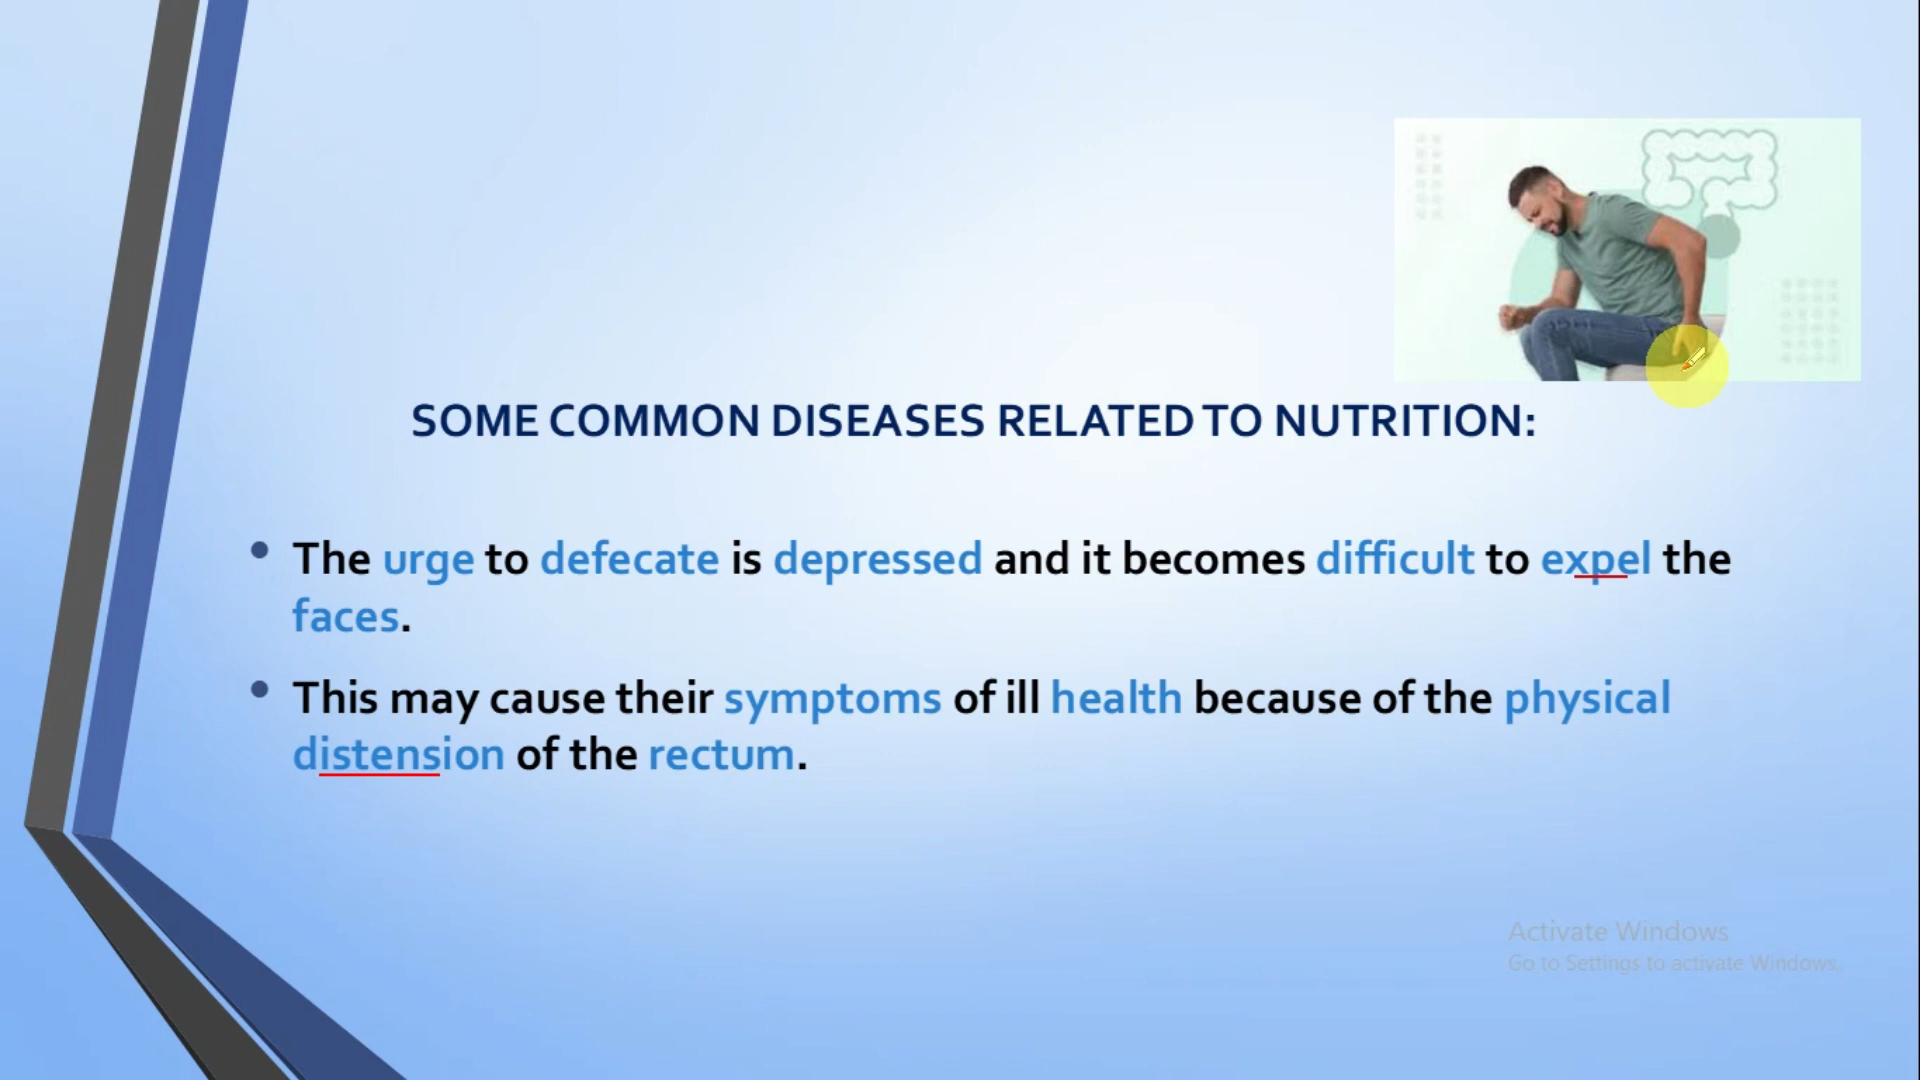 SOME COMMON DISEASES RELATED TO NUTRITION:
The urge to defecate is depressed and it becomes difficult to expel the
faces.
This may cause their symptoms of ill health because of the physical
distension of the rectum.
Activate Windows
Go to Settings to activate Windows.